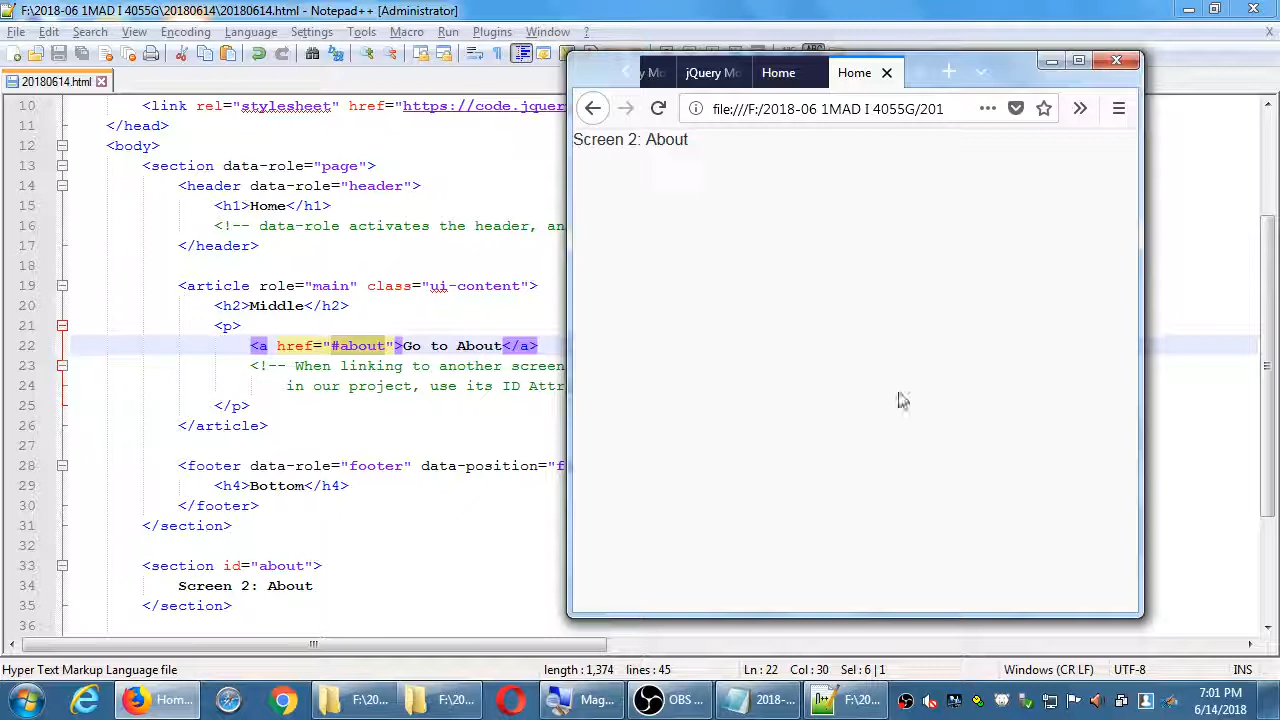 F:\2018-06 1MAD I 4055G\20180614\20180614.html - Notepad++ [Administrator]
File Edit Search View Encoding Language Settings Tools Macro Run Plugins Window ?
20180614.html
10 <link rel="stylesheet" href="https://code.jquer
11 </head>
12 <body>
13 <section data-role="page">
14 <header data-role="header">
15 <h1>Home</h1>
16 <!-- data-role activates the header, an
17 </header>
18
19 <article role="main" class="ui-content">
20 <h2>Middle</h2>
21 <p>
22 <a href="#about">Go to About</a>
23 <!-- When linking to another screen
24 in our project, use its ID Attr
25 </p>
26 </article>
27
28 <footer data-role="footer" data-position="f
29 <h4>Bottom</h4>
30 </footer>
31 </section>
32
33 <section id="about">
34 Screen 2: About
35 </section>
36
y Mo jQuery Mo Home Home
file:///F:/2018-06 1MAD I 4055G/201
Screen 2: About
Hyper Text Markup Language file length : 1,374 lines : 45 Ln : 22 Col : 30 Sel : 6 | 1 Windows (CR LF) UTF-8 INS
Hom... F:\20... F:\20... Mag... OBS ... 2018-... F:\20...
7:01 PM
6/14/2018